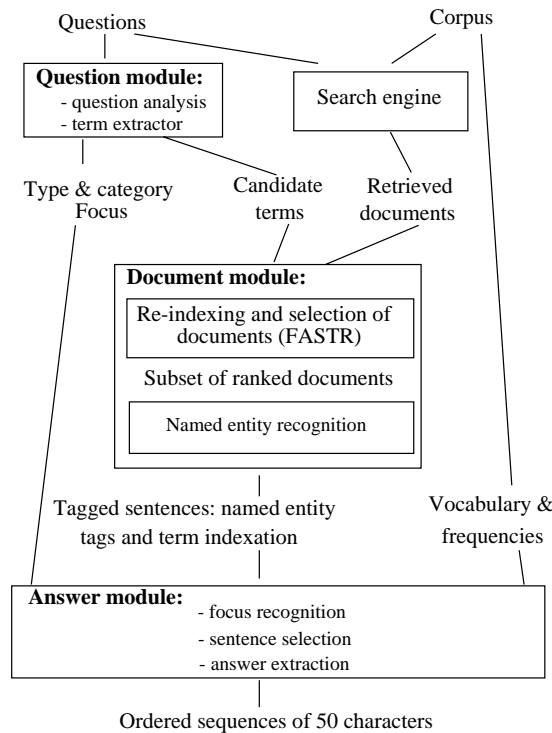 Questions
Corpus
Question module:
- question analysis
- term extractor
Search engine
Type & category
Focus
Candidate
terms
Retrieved
documents
Document module:
Re-indexing and selection of
documents (FASTR)
Subset of ranked documents
Named entity recognition
Tagged sentences: named entity
tags and term indexation
Vocabulary &
frequencies
Answer module:
- focus recognition
- sentence selection
- answer extraction
Ordered sequences of 50 characters